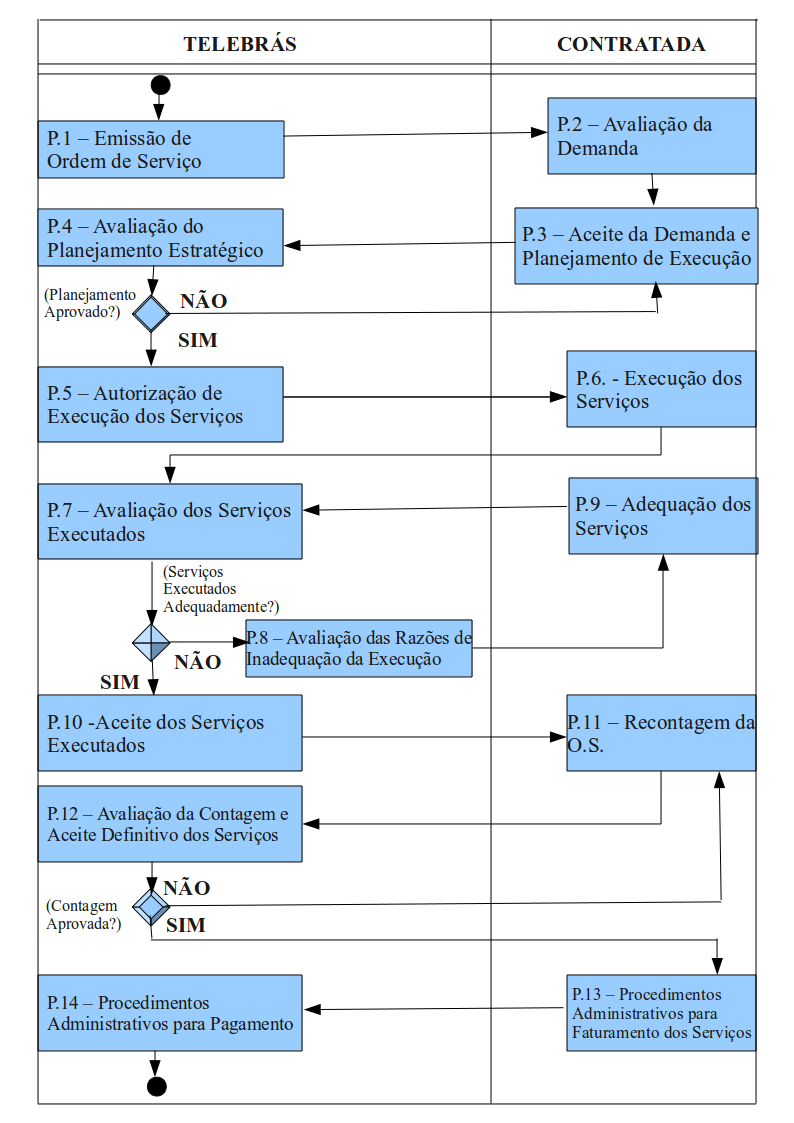 TELEBRÁS
CONTRATADA
P.1 – Emissão de
Ordem de Serviço
P.2 – Avaliação da
Demanda
P.4 – Avaliação do
Planejamento Estratégico
P.3 – Aceite da Demanda e
Planejamento de Execução
(Planejamento
Aprovado?)
NÃO
SIM
P.5 – Autorização de
Execução dos Serviços
P.6. - Execução dos
Serviços
P.7 – Avaliação dos Serviços
Executados
P.9 – Adequação dos
Serviços
(Serviços
Executados
Adequadamente?)
P.8 – Avaliação das Razões de
Inadequação da Execução
NÃO
SIM
P.10 -Aceite dos Serviços
Executados
P.11 – Recontagem da
O.S.
P.12 – Avaliação da Contagem e
Aceite Definitivo dos Serviços
NÃO
(Contagem
Aprovada?)
SIM
P.14 – Procedimentos
Administrativos para Pagamento
P.13 – Procedimentos
Administrativos para
Faturamento dos Serviços